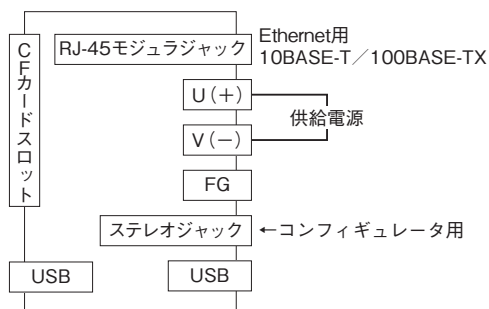 CFカードスロット
RJ-45モジュラジャック
Ethernet用
10BASE-T／100BASE-TX
U(＋)
供給電源
V(－)
FG
ステレオジャック
←コンフィギュレータ用
USB
USB